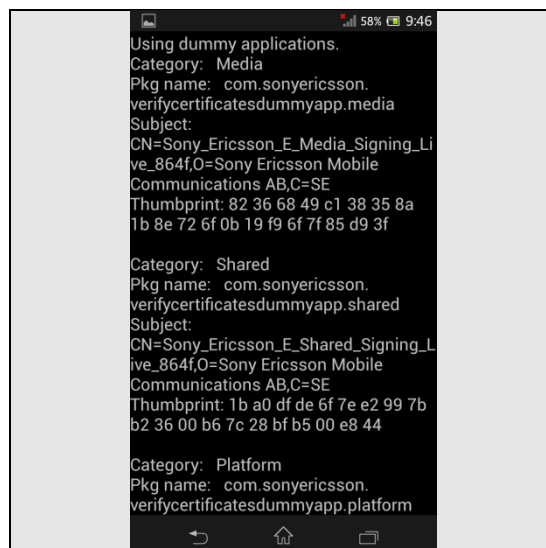 58% 9:46
Using dummy applications.
Category:   Media
Pkg name:   com.sonyericsson.
verifycertificatesdummyapp.media
Subject:
CN=Sony_Ericsson_E_Media_Signing_Li
ve_864f,O=Sony Ericsson Mobile
Communications AB,C=SE
Thumbprint: 82 36 68 49 c1 38 35 8a
1b 8e 72 6f 0b 19 f9 6f 7f 85 d9 3f
Category:   Shared
Pkg name:   com.sonyericsson.
verifycertificatesdummyapp.shared
Subject:
CN=Sony_Ericsson_E_Shared_Signing_L
ive_864f,O=Sony Ericsson Mobile
Communications AB,C=SE
Thumbprint: 1b a0 df de 6f 7e e2 99 7b
b2 36 00 b6 7c 28 bf b5 00 e8 44
Category:   Platform
Pkg name:   com.sonyericsson.
verifycertificatesdummyapp.platform